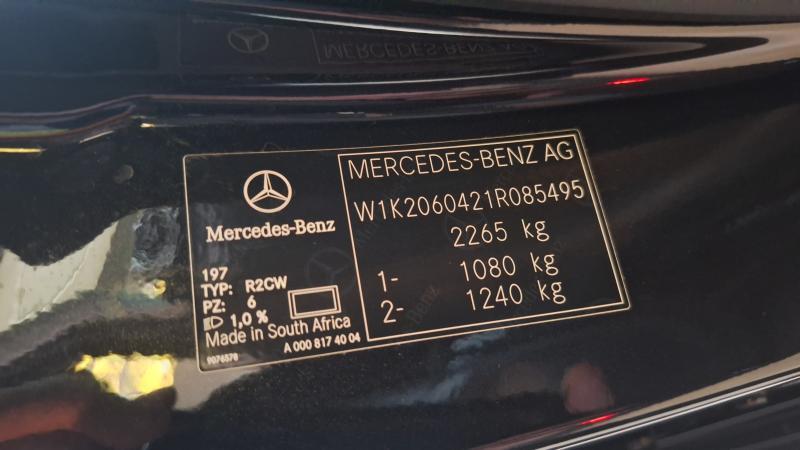 Mercedes-Benz
197
TYP: R2CW
PZ: 6
1,0 %
Made in South Africa
9076578
A 000 817 40 04
MERCEDES-BENZ AG
W1K2060421R085495
2265 kg
1- 1080 kg
2- 1240 kg